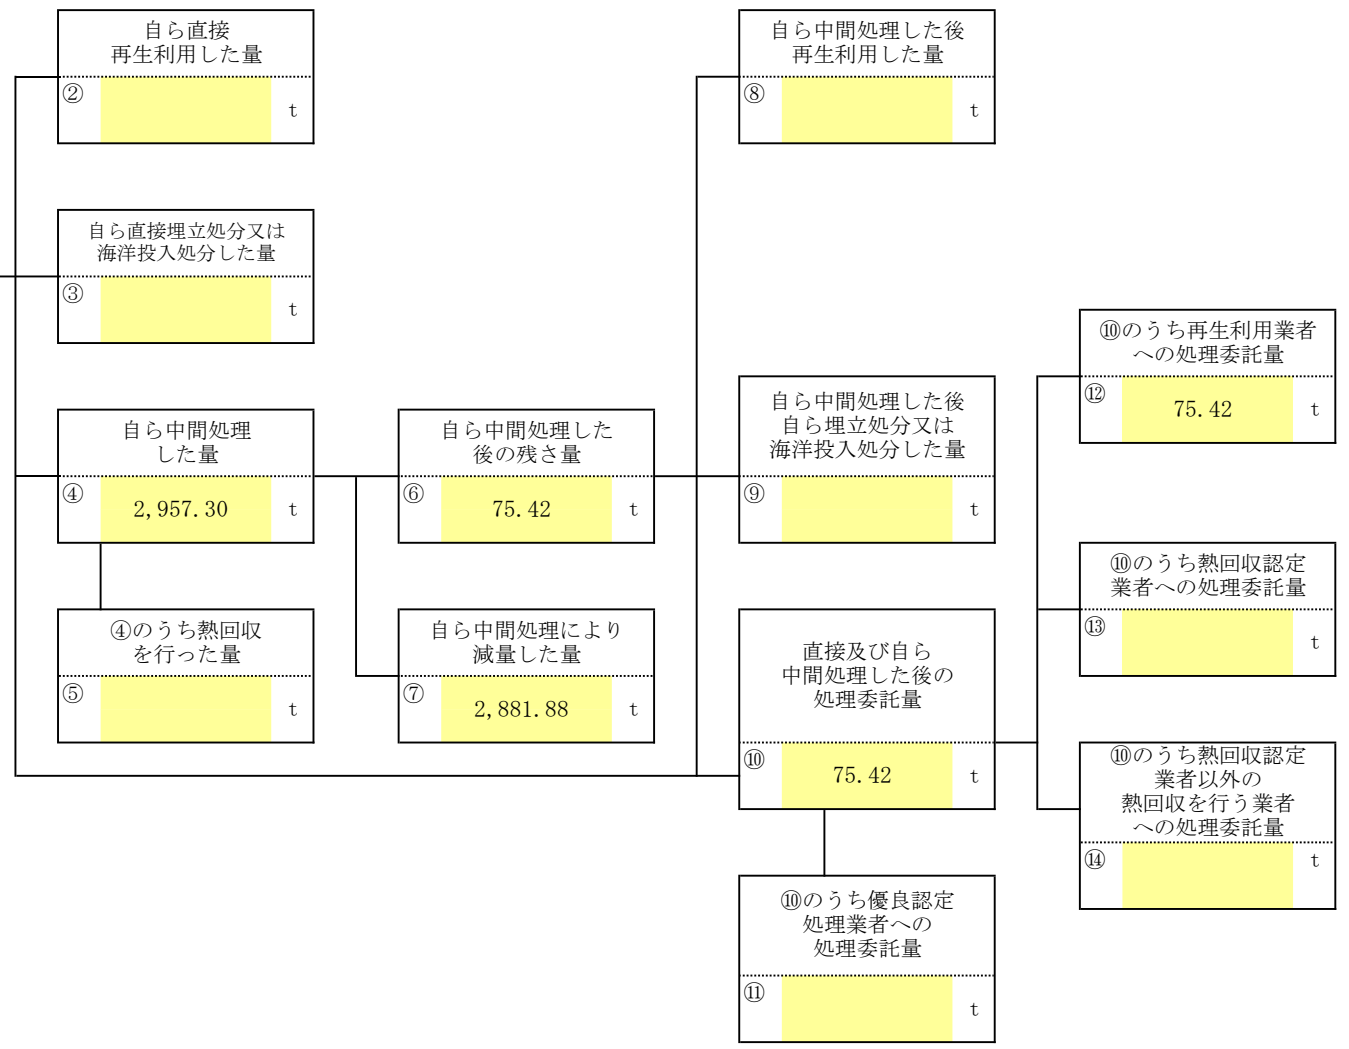 自ら直接
再生利用した量
②
t
自ら中間処理した後
再生利用した量
⑧
t
自ら直接埋立処分又は
海洋投入処分した量
③
t
⑩のうち再生利用業者
への処理委託量
⑫
75.42
t
自ら中間処理
した量
④
2,957.30
t
自ら中間処理した
後の残さ量
⑥
75.42
t
自ら中間処理した後
自ら埋立処分又は
海洋投入処分した量
⑨
t
⑩のうち熱回収認定
業者への処理委託量
⑬
t
④のうち熱回収
を行った量
⑤
t
自ら中間処理により
減量した量
⑦
2,881.88
t
直接及び自ら
中間処理した後の
処理委託量
⑩
75.42
t
⑩のうち熱回収認定
業者以外の
熱回収を行う業者
への処理委託量
⑭
t
⑩のうち優良認定
処理業者への
処理委託量
⑪
t